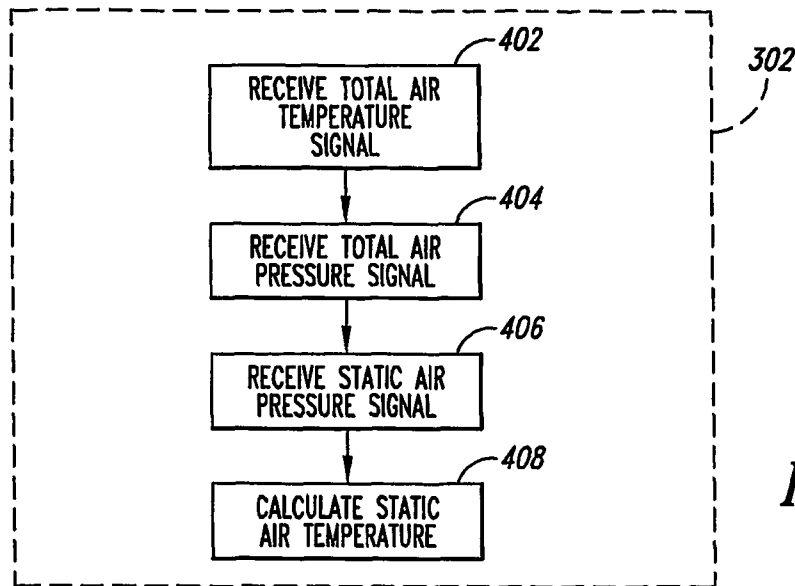 402
302
RECEIVE TOTAL AIR
TEMPERATURE
SIGNAL
404
RECEIVE TOTAL AIR
PRESSURE SIGNAL
406
RECEIVE STATIC AIR
PRESSURE SIGNAL
408
CALCULATE STATIC
AIR TEMPERATURE